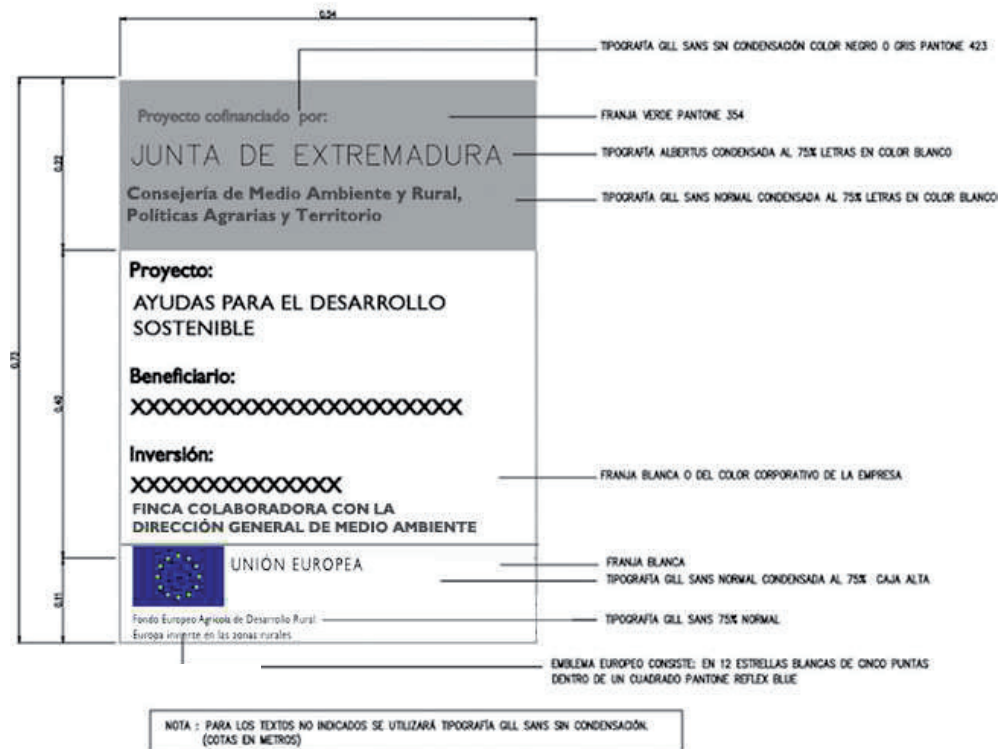 0.54
TIPOGRAFÍA GILL SANS SIN CONDENSACIÓN COLOR NEGRO O GRIS PANTONE 423
Proyecto cofinanciado por:
FRANJA VERDE PANTONE 354
JUNTA DE EXTREMADURA
TIPOGRAFÍA ALBERTUS CONDENSADA AL 75% LETRAS EN COLOR BLANCO
0.22
Consejería de Medio Ambiente y Rural,
Políticas Agrarias y Territorio
TIPOGRAFÍA GILL SANS NORMAL CONDENSADA AL 75% LETRAS EN COLOR BLANCO
Proyecto:
AYUDAS PARA EL DESARROLLO
SOSTENIBLE
0.73
Beneficiario:
XXXXXXXXXXXXXXXXXXXXXXXX
0.40
Inversión:
XXXXXXXXXXXXXXX
FRANJA BLANCA O DEL COLOR CORPORATIVO DE LA EMPRESA
FINCA COLABORADORA CON LA
DIRECCIÓN GENERAL DE MEDIO AMBIENTE
UNIÓN EUROPEA
FRANJA BLANCA
TIPOGRAFÍA GILL SANS NORMAL CONDENSADA AL 75% CAJA ALTA
0.11
Fondo Europeo Agrícola de Desarrollo Rural
TIPOGRAFÍA GILL SANS 75% NORMAL
Europa invierte en las zonas rurales
EMBLEMA EUROPEO CONSISTE: EN 12 ESTRELLAS BLANCAS DE CINCO PUNTAS
DENTRO DE UN CUADRADO PANTONE REFLEX BLUE
NOTA : PARA LOS TEXTOS NO INDICADOS SE UTILIZARÁ TIPOGRAFÍA GILL SANS SIN CONDENSACIÓN.
(COTAS EN METROS)